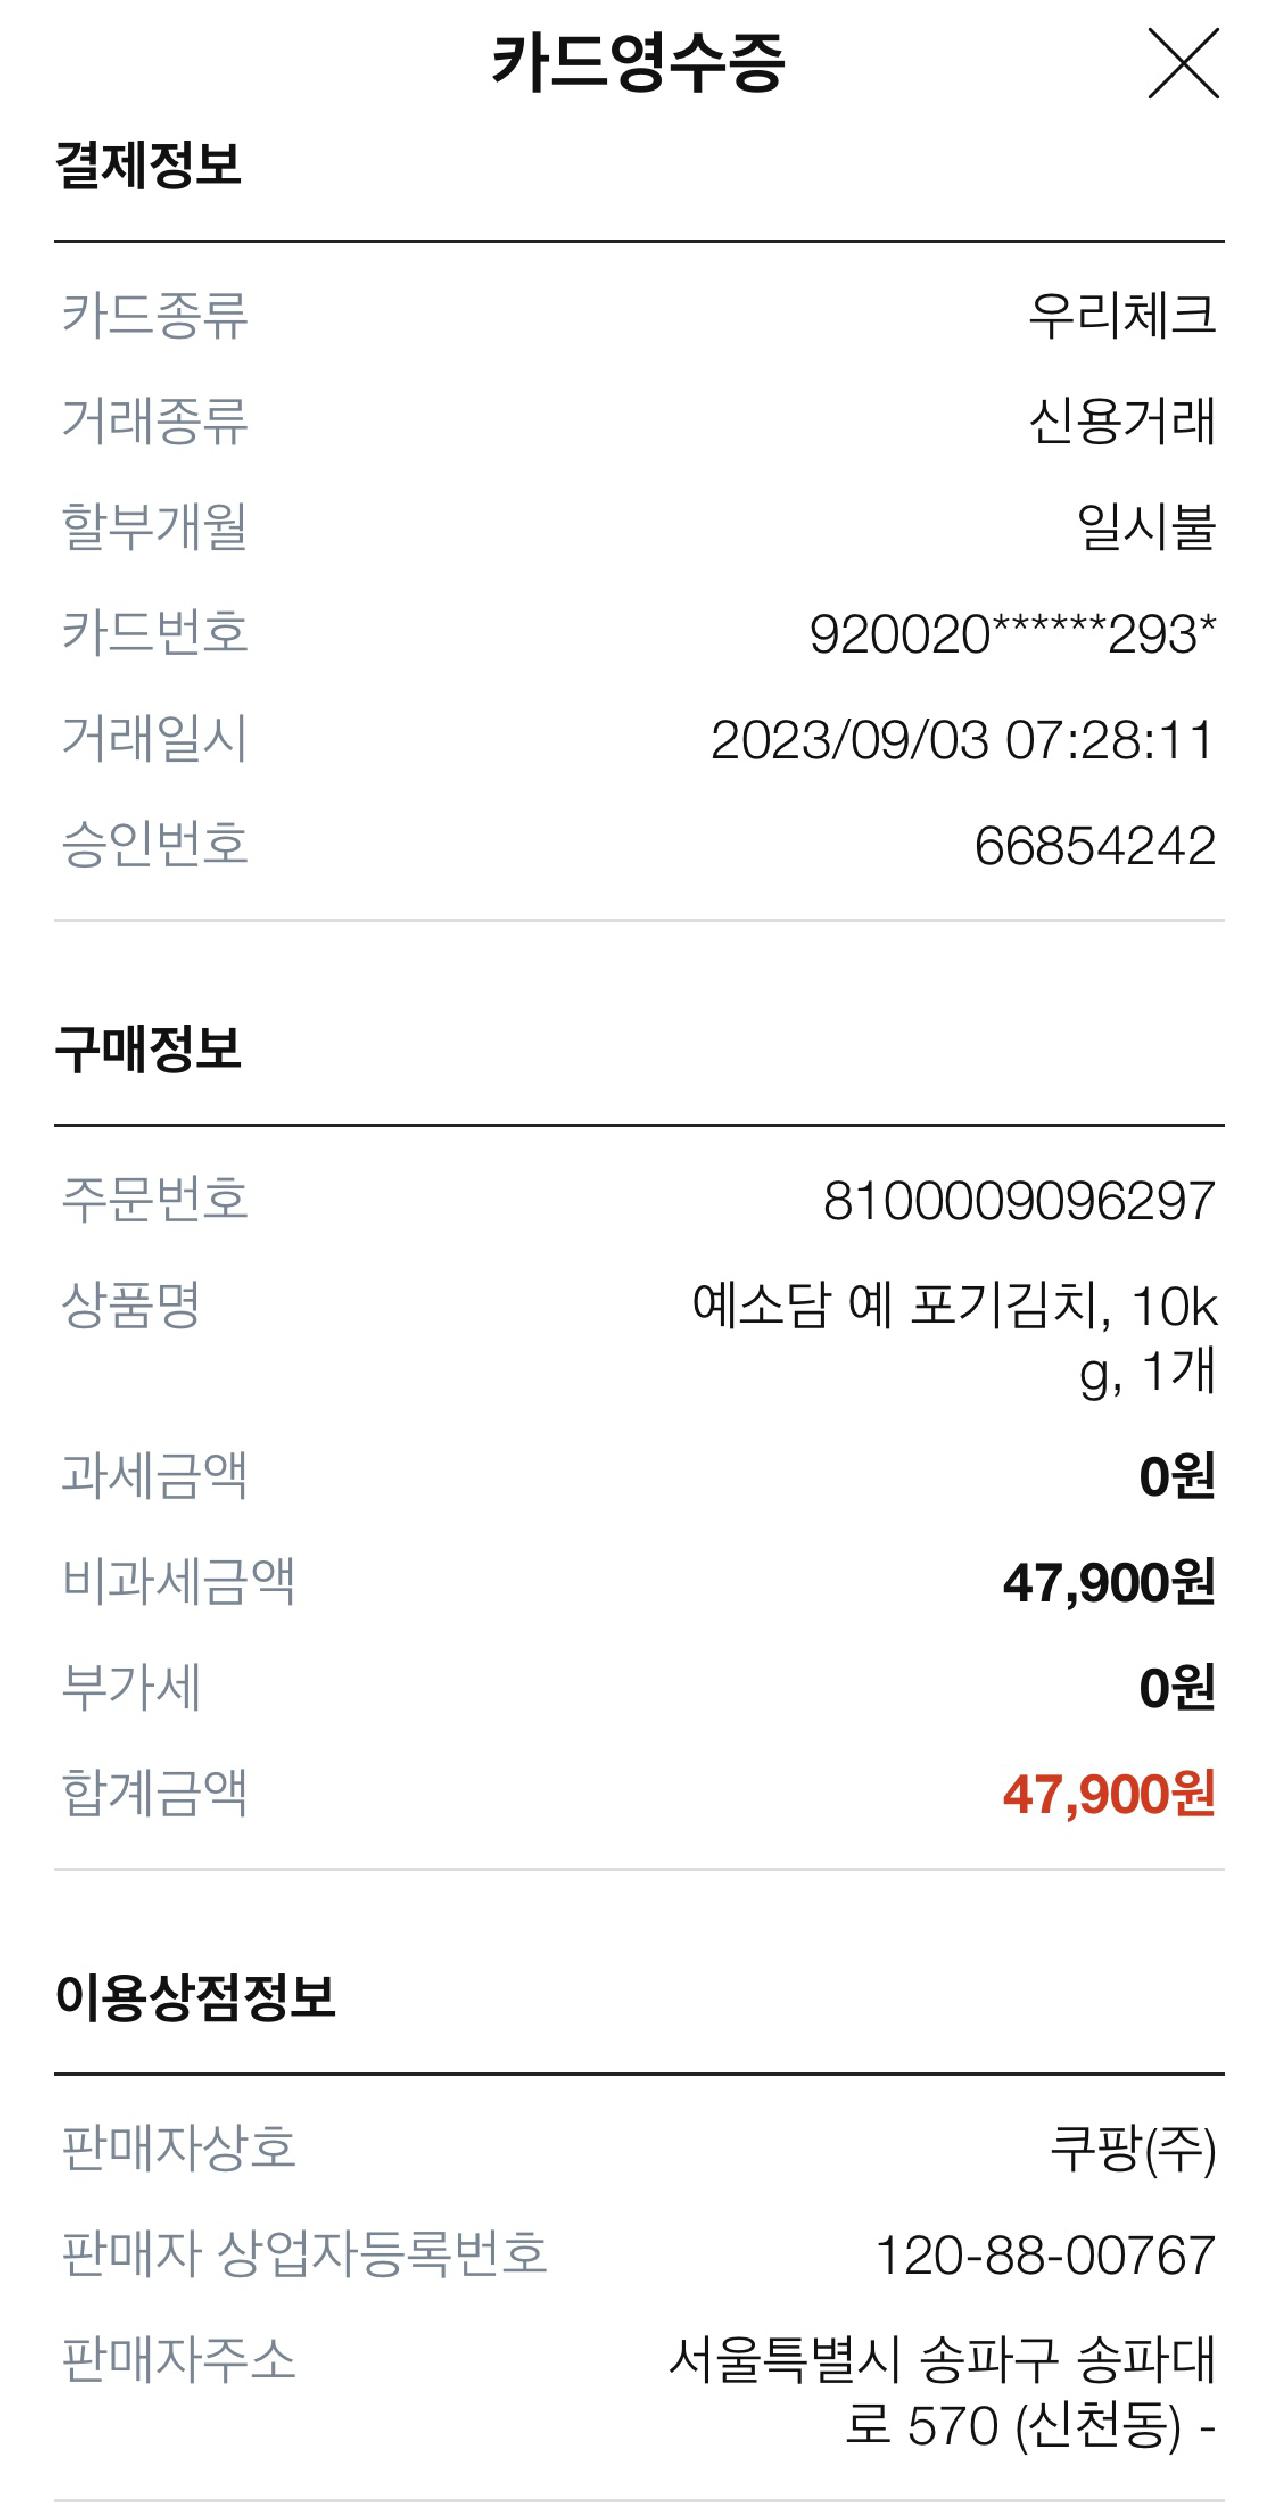 카드영수증
결제정보
카드종류 우리체크
거래종류 신용거래
할부개월 일시불
카드번호 920020******293*
거래일시 2023/09/03 07:28:11
승인번호 66854242
구매정보
주문번호 8100009096297
상품명 예소담 예 포기김치, 10k
g, 1개
과세금액 0원
비과세금액 47,900원
부가세 0원
합계금액 47,900원
이용상점정보
판매자상호 쿠팡(주)
판매자 상업자등록번호 120-88-00767
판매자주소 서울특별시 송파구 송파대
로 570 (신천동) -